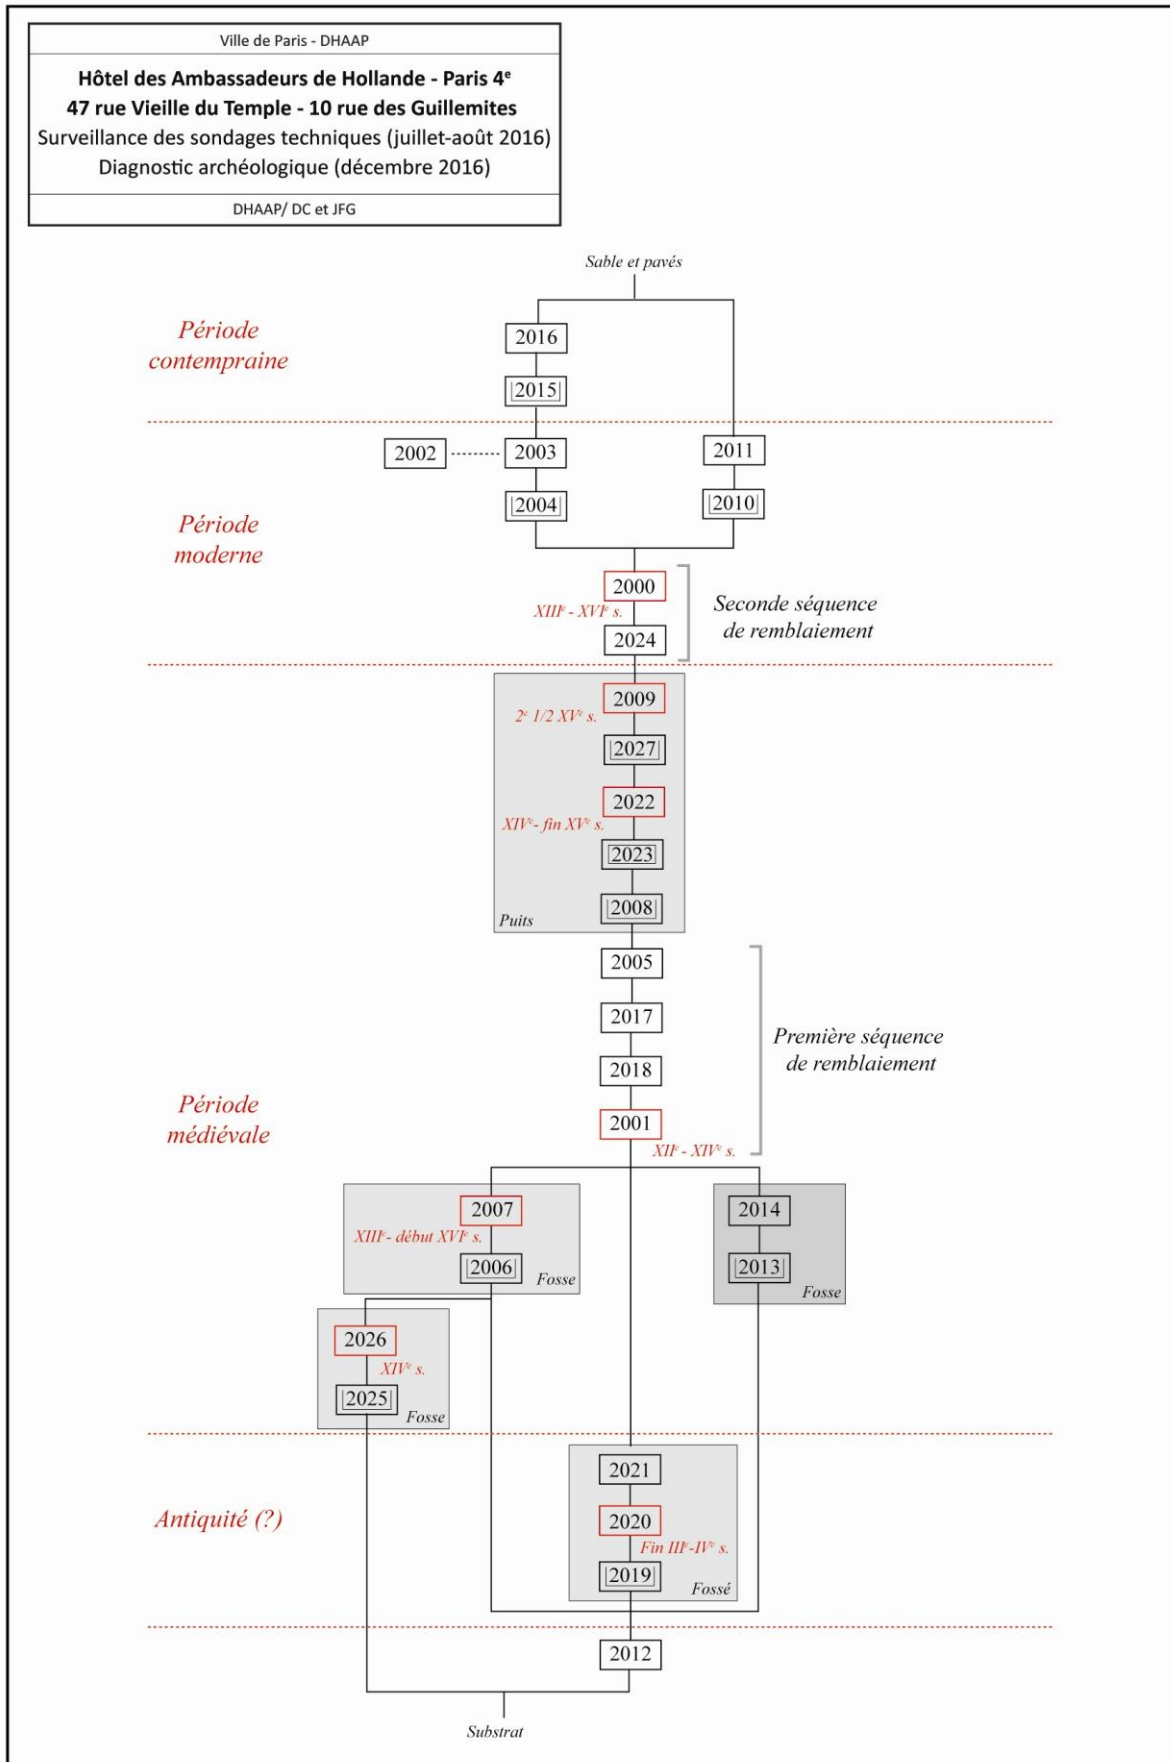 Ville de Paris - DHAAP
Hôtel des Ambassadeurs de Hollande - Paris 4ᵉ
47 rue Vieille du Temple - 10 rue des Guillemites
Surveillance des sondages techniques (juillet-août 2016)
Diagnostic archéologique (décembre 2016)
DHAAP/ DC et JFG
Sable et pavés
Période
contempraine
2016
2015
2002
2003
2011
2004
2010
Période
moderne
2000
XIIIᵉ - XVIᵉ s.
2024
Seconde séquence
de remblaiement
2009
2ᵉ 1/2 XVᵉ s.
2027
2022
XIVᵉ- fin XVᵉ s.
2023
2008
Puits
2005
2017
2018
2001
XIIᵉ - XIVᵉ s.
Première séquence
de remblaiement
Période
médiévale
2007
XIIIᵉ- début XVIᵉ s.
2006
Fosse
2014
2013
Fosse
2026
XIVᵉ s.
2025
Fosse
Antiquité (?)
2021
2020
Fin IIIᵉ-IVᵉ s.
2019
Fossé
2012
Substrat